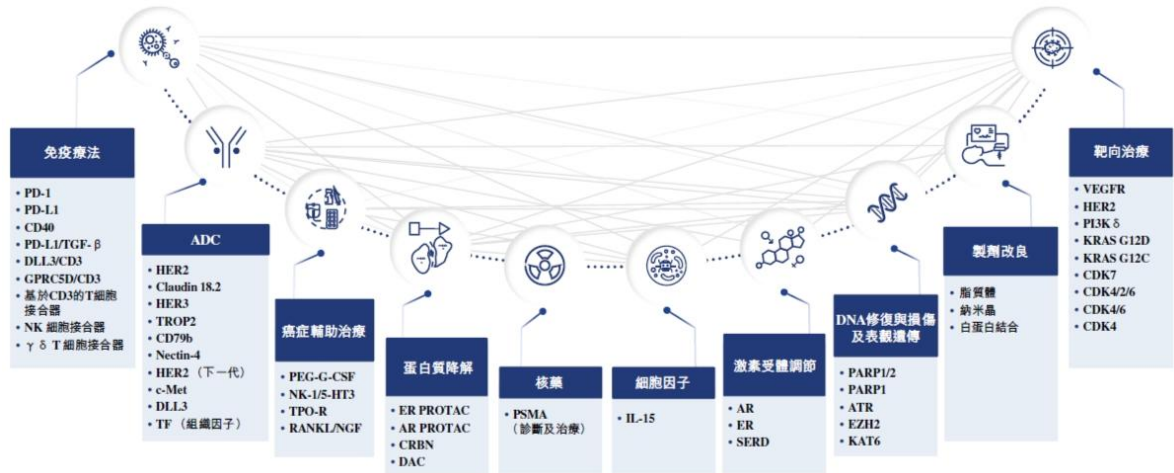 免疫療法
• PD-1
• PD-L1
• CD40
• PD-L1/TGF- β
• DLL3/CD3
• GPRC5D/CD3
• 基於CD3的T細胞
接合器
• NK 細胞接合器
• γ δ T 細胞接合器
ADC
• HER2
• Claudin 18.2
• HER3
• TROP2
• CD79b
• Nectin-4
• HER2（下一代）
• c-Met
• DLL3
• TF（組織因子）
癌症輔助治療
• PEG-G-CSF
• NK-1/5-HT3
• TPO-R
• RANKL/NGF
蛋白質降解
• ER PROTAC
• AR PROTAC
• CRBN
• DAC
核藥
• PSMA
（診斷及治療）
細胞因子
• IL-15
激素受體調節
• AR
• ER
• SERD
DNA修復與損傷
及表觀遺傳
• PARP1/2
• PARP1
• ATR
• EZH2
• KAT6
製劑改良
• 脂質體
• 納米晶
• 白蛋白結合
靶向治療
• VEGFR
• HER2
• PI3K δ
• KRAS G12D
• KRAS G12C
• CDK7
• CDK4/2/6
• CDK4/6
• CDK4